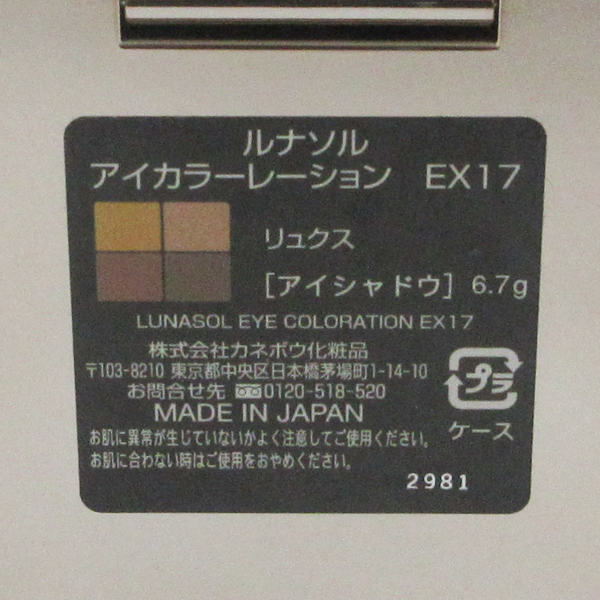 ルナソル
アイカラーレーション EX17
リュクス
［アイシャドウ］ 6.7g
LUNASOL EYE COLORATION EX17
株式会社カネボウ化粧品
〒103-8210 東京都中央区日本橋茅場町1-14-10
お問合せ先 0120-518-520
MADE IN JAPAN
プラ
ケース
お肌に異常が生じていないかよく注意してご使用ください。
お肌に合わない時はご使用をおやめください。
2981